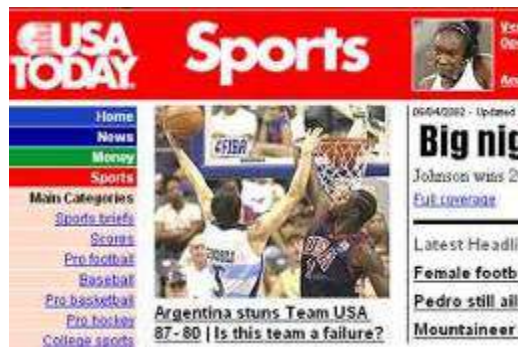 USA
TODAY
Sports
Home
News
Money
Sports
Main Categories
Sports briefs
Scores
Pro football
Baseball
Pro basketball
Pro hockey
College sports
FIBA
USA
Argentina stuns Team USA
87-80 | Is this team a failure?
- Updated
Big nig
Johnson wins 2
Full coverage
Latest Headli
Female footb
Pedro still ail
Mountaineer